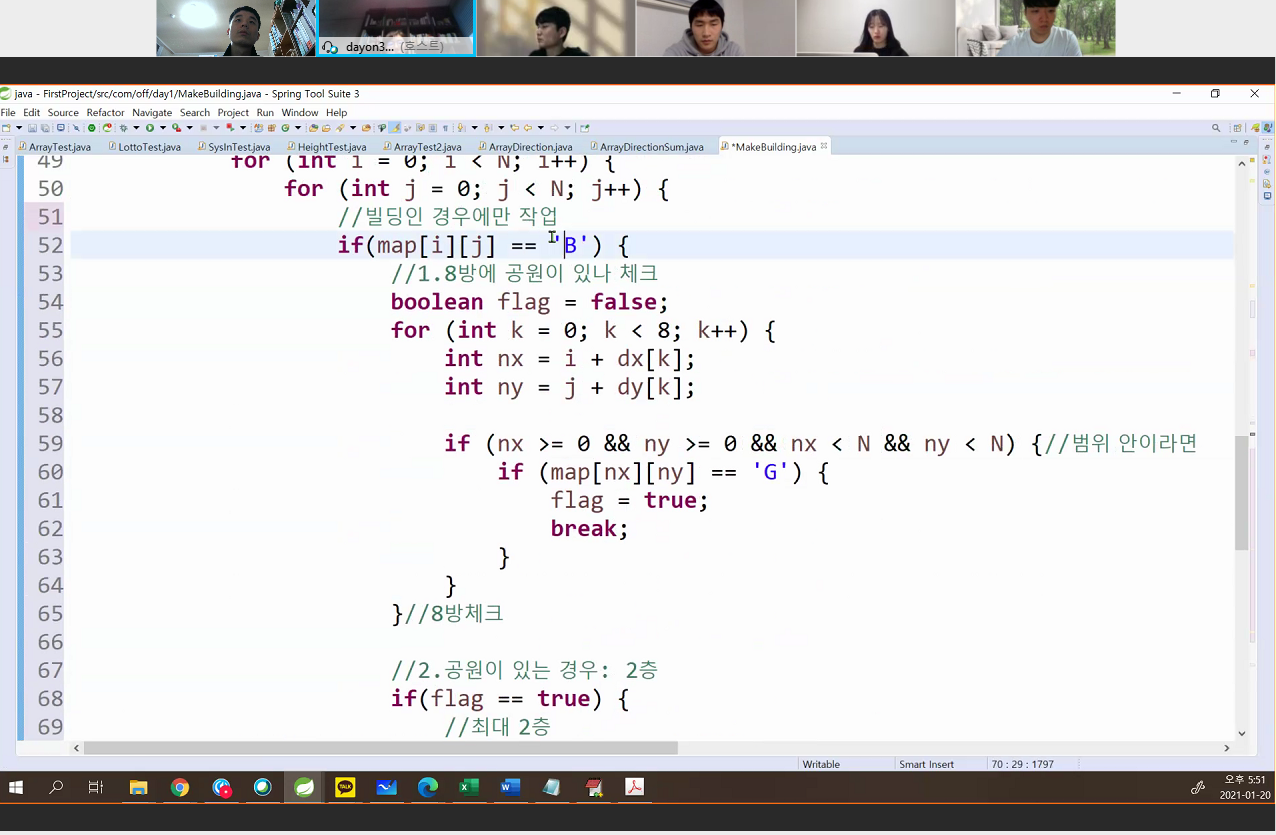 dayon3... (호스트)
java - FirstProject/src/com/off/day1/MakeBuilding.java - Spring Tool Suite 3
File Edit Source Refactor Navigate Search Project Run Window Help
ArrayTest.java LottoTest.java SysInTest.java HeightTest.java ArrayTest2.java ArrayDirection.java ArrayDirectionSum.java *MakeBuilding.java
49 for (int i = 0; i < N; i++) {
50 for (int j = 0; j < N; j++) {
51 //빌딩인 경우에만 작업
52 if(map[i][j] == 'B') {
53 //1.8방에 공원이 있나 체크
54 boolean flag = false;
55 for (int k = 0; k < 8; k++) {
56 int nx = i + dx[k];
57 int ny = j + dy[k];
58
59 if (nx >= 0 && ny >= 0 && nx < N && ny < N) {//범위 안이라면
60 if (map[nx][ny] == 'G') {
61 flag = true;
62 break;
63 }
64 }
65 }//8방체크
66
67 //2.공원이 있는 경우: 2층
68 if(flag == true) {
69 //최대 2층
Writable Smart Insert 70 : 29 : 1797
TALK
오후 5:51
2021-01-20